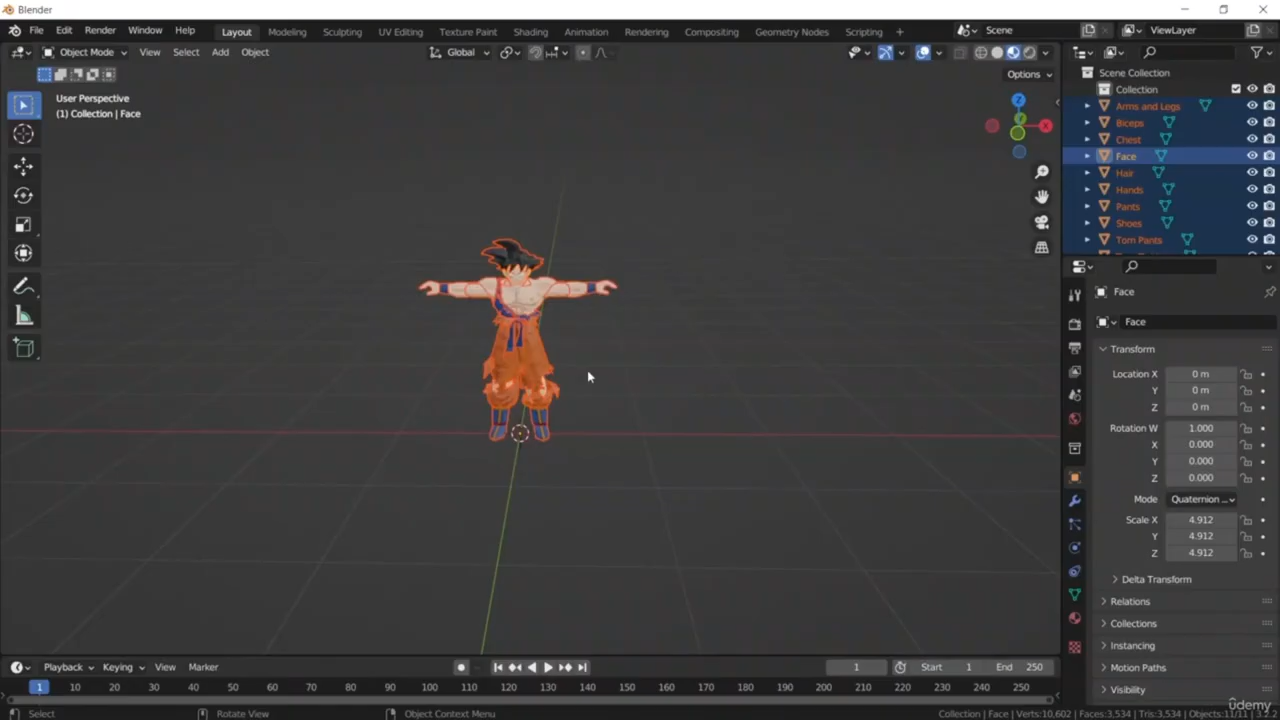 Blender
File Edit Render Window Help Layout Modeling Sculpting UV Editing Texture Paint Shading Animation Rendering Compositing Geometry Nodes Scripting + Scene ViewLayer
Object Mode View Select Add Object Global
Options
User Perspective
(1) Collection | Face
Z
X
Scene Collection
Collection
Arms and Legs
Biceps
Chest
Face
Hair
Hands
Pants
Shoes
Torn Pants
Face
Face
Transform
Location X 0 m
Y 0 m
Z 0 m
Rotation W 1.000
X 0.000
Y 0.000
Z 0.000
Mode Quaternion ...
Scale X 4.912
Y 4.912
Z 4.912
Delta Transform
Relations
Collections
Instancing
Motion Paths
Visibility
Playback Keying View Marker 1 Start 1 End 250
1 10 20 30 40 50 60 70 80 90 100 110 120 130 140 150 160 170 180 190 200 210 220 230 240 250
Select Rotate View Object Context Menu Collection | Face | Verts:10,602 | Faces:3,534 | Tris:3,534 | Objects:11/11 | 3.2.2
ûdemy